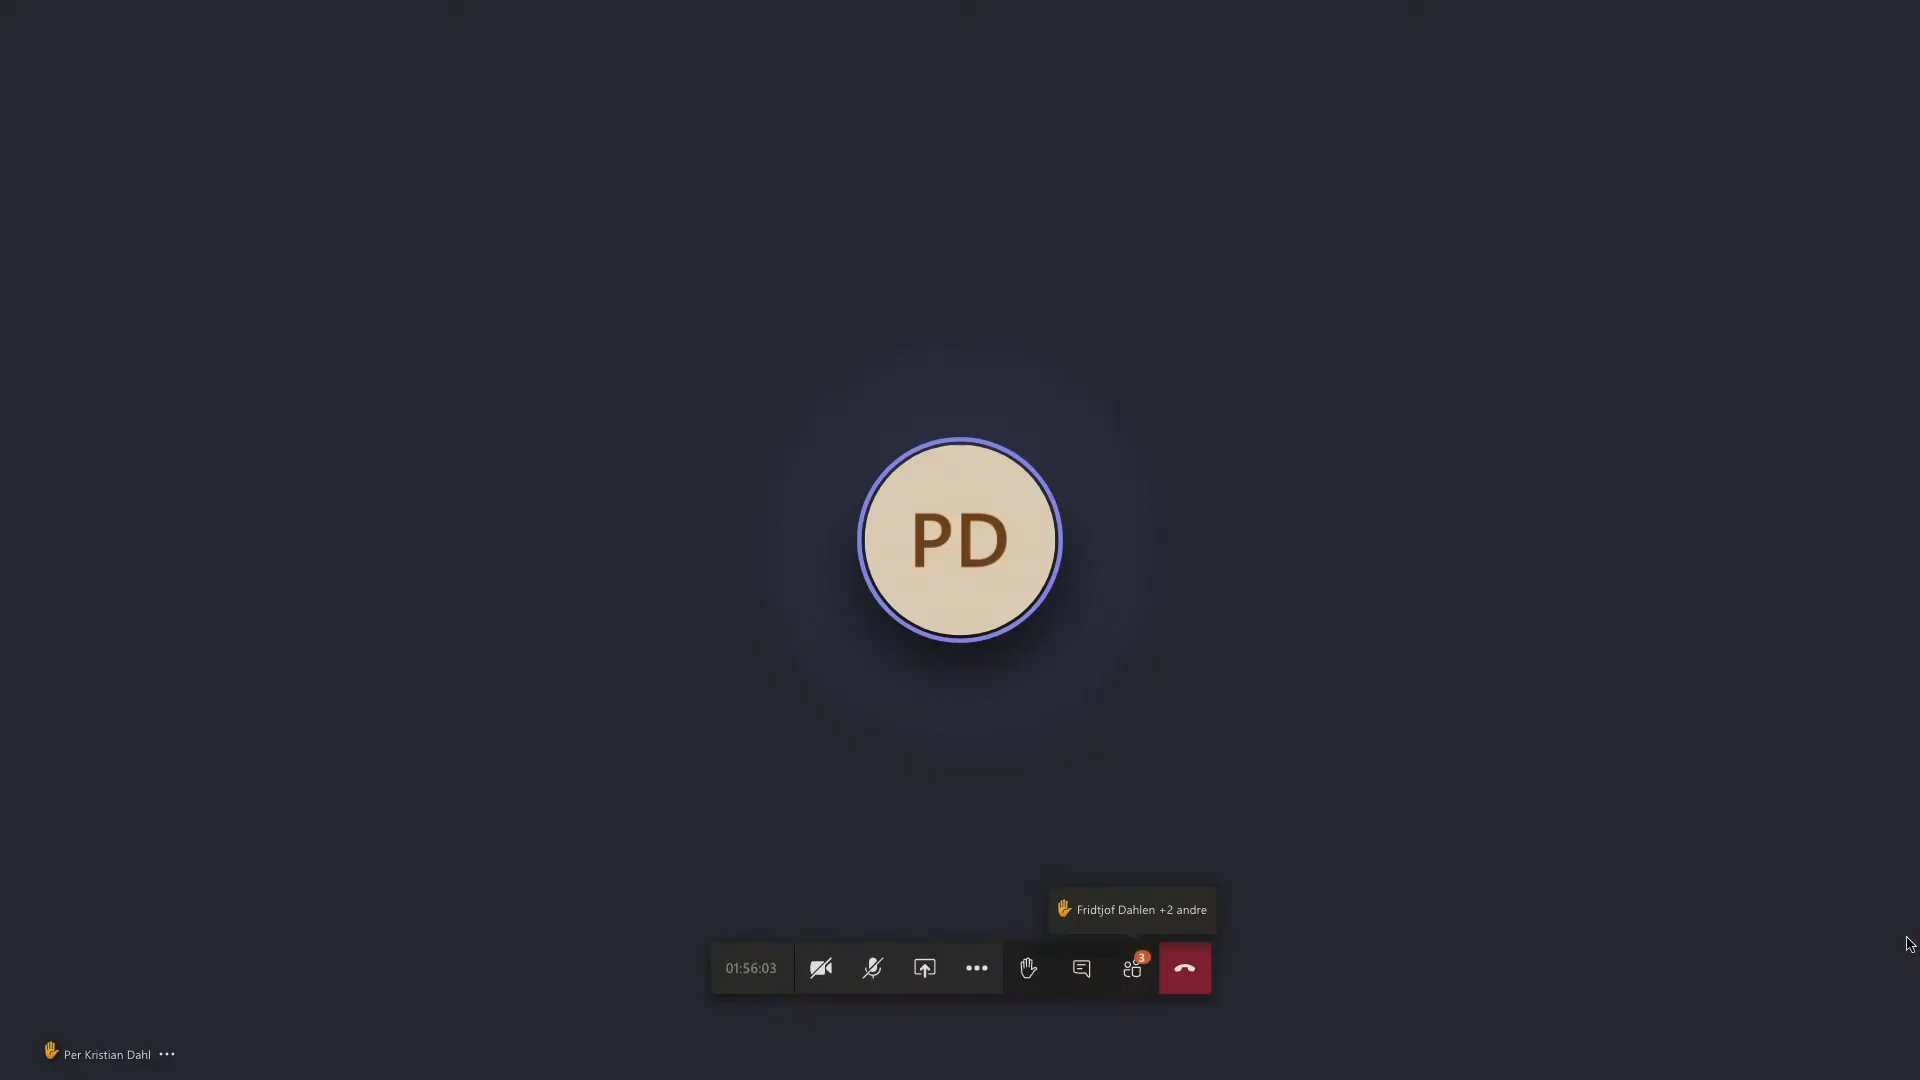 PD
Fridtjof Dahlen +2 andre
01:56:03
3
Per Kristian Dahl